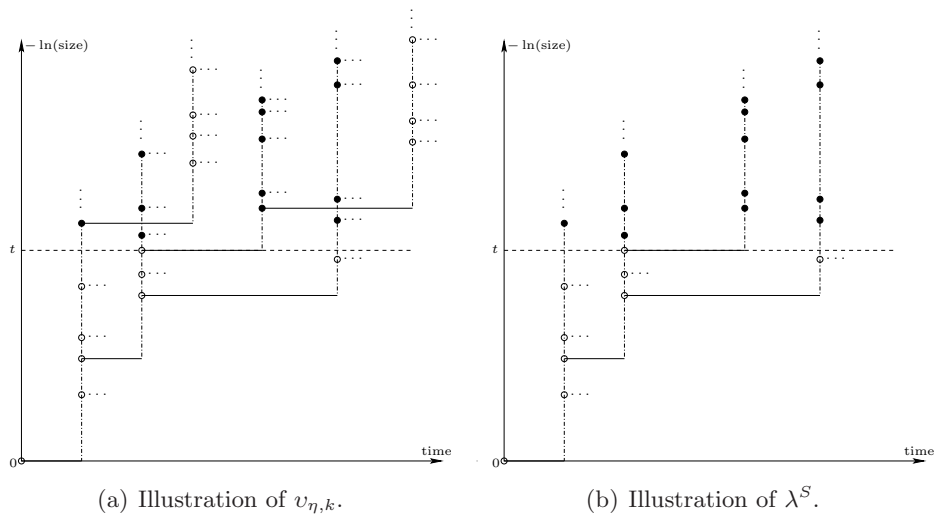 − ln(size)
t
0
time
(a) Illustration of υ_{η,k}.
− ln(size)
t
0
time
(b) Illustration of λ^S.